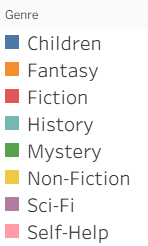 Genre
Children
Fantasy
Fiction
History
Mystery
Non-Fiction
Sci-Fi
Self-Help